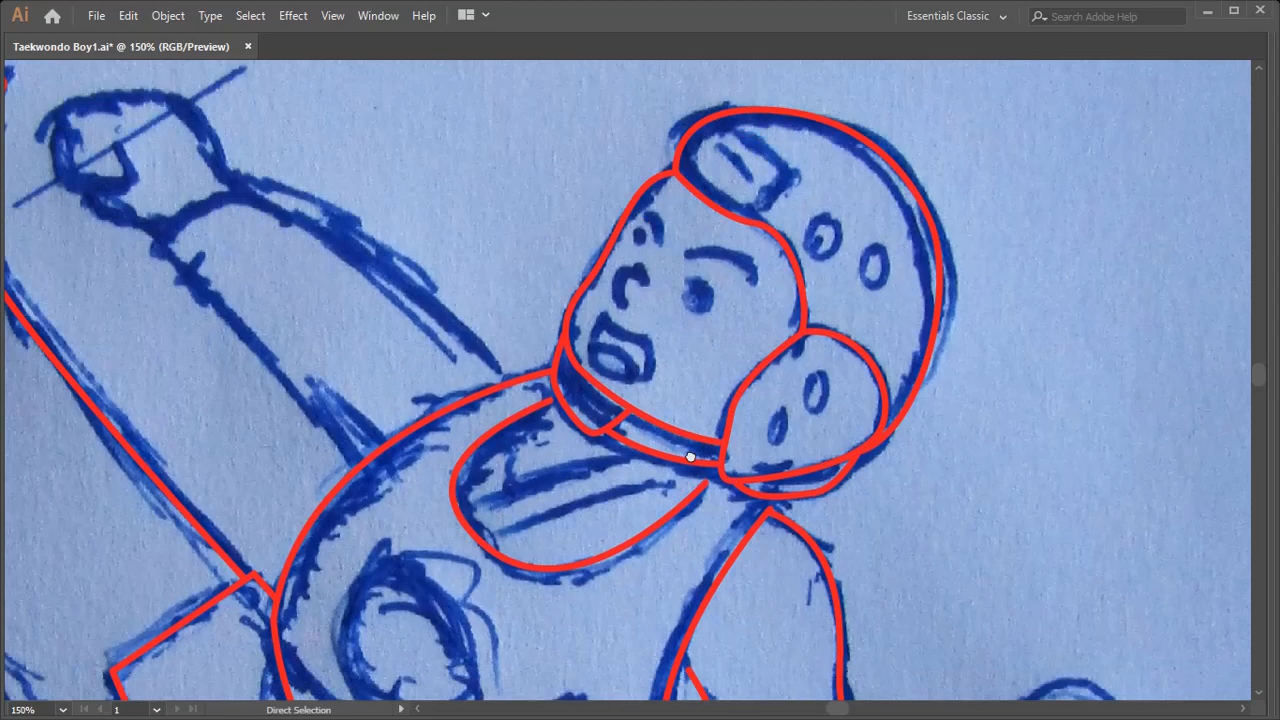 Ai File Edit Object Type Select Effect View Window Help Essentials Classic Search Adobe Help
Taekwondo Boy1.ai* @ 150% (RGB/Preview) ×
150% 1 Direct Selection